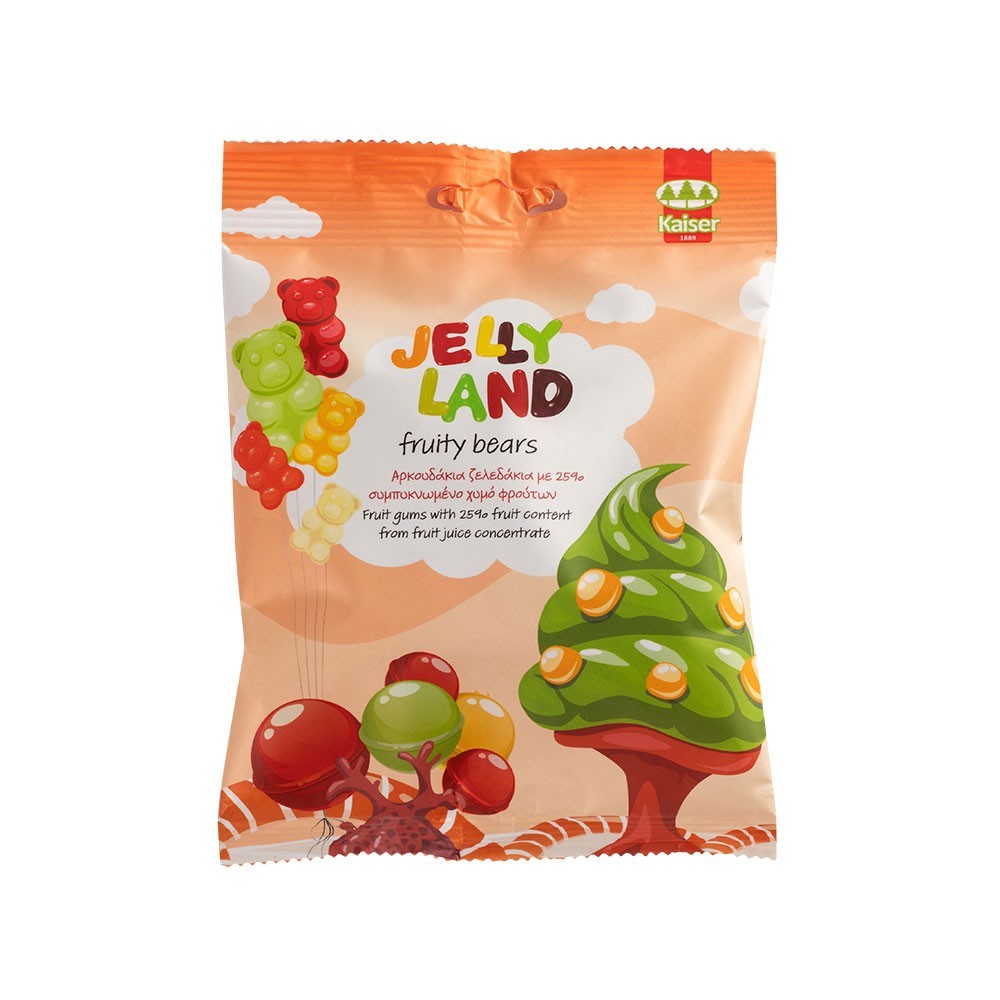 Kaiser
1889
JELLY
LAND
fruity bears
Αρκουδάκια ζελεδάκια με 25%
συμπυκνωμένο χυμό φρούτων
Fruit gums with 25% fruit content
from fruit juice concentrate